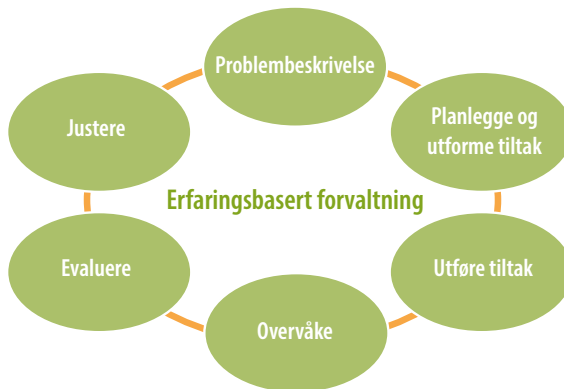 Problembeskrivelse
Planlegge og
utforme tiltak
Utføre tiltak
Overvåke
Evaluere
Justere
Erfaringsbasert forvaltning